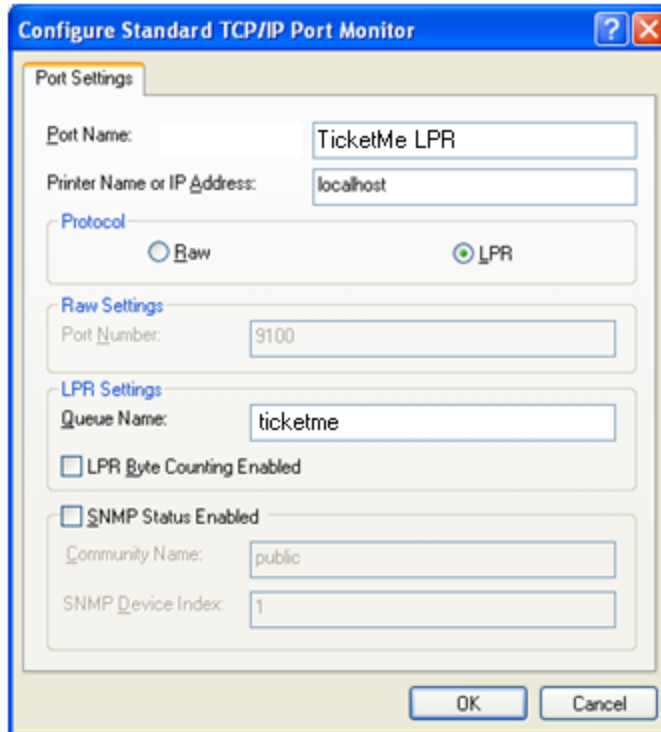 Configure Standard TCP/IP Port Monitor
Port Settings
Port Name: TicketMe LPR
Printer Name or IP Address: localhost
Protocol
Raw LPR
Raw Settings
Port Number: 9100
LPR Settings
Queue Name: ticketme
LPR Byte Counting Enabled
SNMP Status Enabled
Community Name: public
SNMP Device Index: 1
OK Cancel